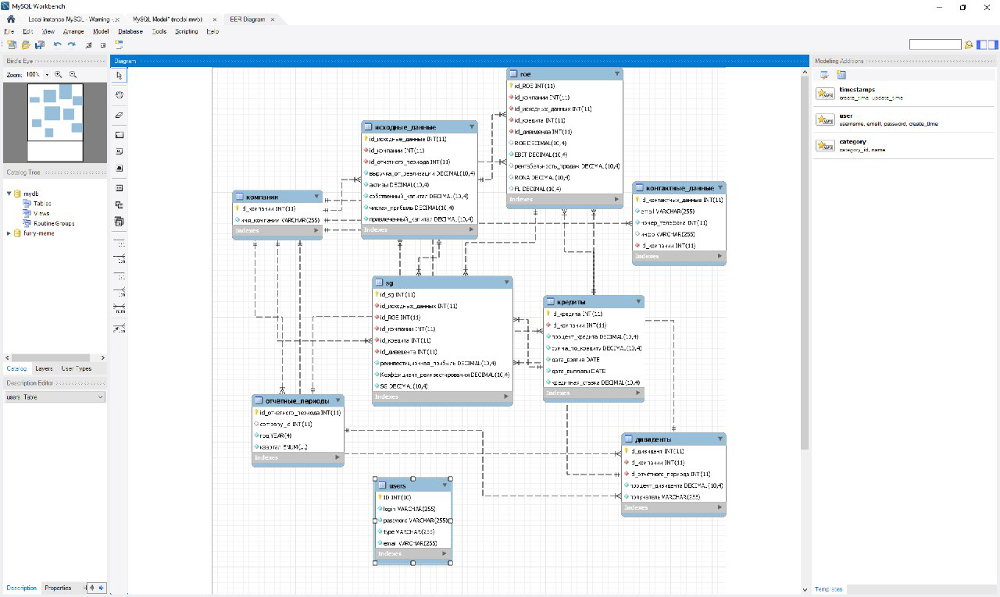 MySQL Workbench
Local instance MySQL - Warning - ...
MySQL Model* (model.mwb)
EER Diagram
File Edit View Arrange Model Database Tools Scripting Help
Birds Eye
Zoom: 100%
Catalog Tree
mydb
Tables
Views
Routine Groups
furry-meme
Catalog Layers User Types
Description Editor
users: Table
Description Properties
Diagram
1:1
1:n
1:1
1:n
n:m
roe
id_ROE INT(11)
id_компании INT(11)
id_исходных_данных INT(11)
id_кредита INT(11)
id_дивиденда INT(11)
ROE DECIMAL(10,4)
EBIT DECIMAL(10,4)
рентабельность_продаж DECIMAL(10,4)
RONA DECIMAL(10,4)
FL DECIMAL(10,4)
Indexes
исходные_данные
id_исходные_данные INT(11)
id_компании INT(11)
id_отчетного_периода INT(11)
выручка_от_реализации DECIMAL(10,4)
активы DECIMAL(10,4)
собственный_капитал DECIMAL(10,4)
чистая_прибыль DECIMAL(10,4)
привлеченный_капитал DECIMAL(10,4)
Indexes
компании
id_компании INT(11)
имя_компании VARCHAR(255)
Indexes
контактные_данные
id_контактных_данные INT(11)
email VARCHAR(255)
номер_телефона INT(11)
инфо VARCHAR(255)
id_компании INT(11)
Indexes
sg
id_sg INT(11)
id_исходных_данных INT(11)
id_ROE INT(11)
id_компании INT(11)
id_кредита INT(11)
id_диведента INT(11)
реинвестиционная_прибыль DECIMAL(10,4)
Коэффициент_реинвестирования DECIMAL(10,4)
SG DECIMAL(10,4)
Indexes
кредиты
id_кредита INT(11)
id_компании INT(11)
процент_кредита DECIMAL(10,4)
сумма_по_кредиту DECIMAL(10,4)
дата_взятия DATE
дата_выплаты DATE
кредитная_ставка DECIMAL(10,4)
Indexes
отчётные_периоды
id_отчетного_периода INT(11)
company_id INT(11)
год YEAR(4)
квартал ENUM(...)
Indexes
дивиденты
id_дивидент INT(11)
id_компании INT(11)
id_отчётного_периода INT(11)
процент_дивидента DECIMAL(10,4)
получатель VARCHAR(255)
Indexes
users
ID INT(10)
login VARCHAR(255)
password VARCHAR(255)
type VARCHAR(255)
email VARCHAR(255)
Indexes
Modeling Additions
timestamps
create_time, update_time
user
username, email, password, create_time
category
category_id, name
Templates